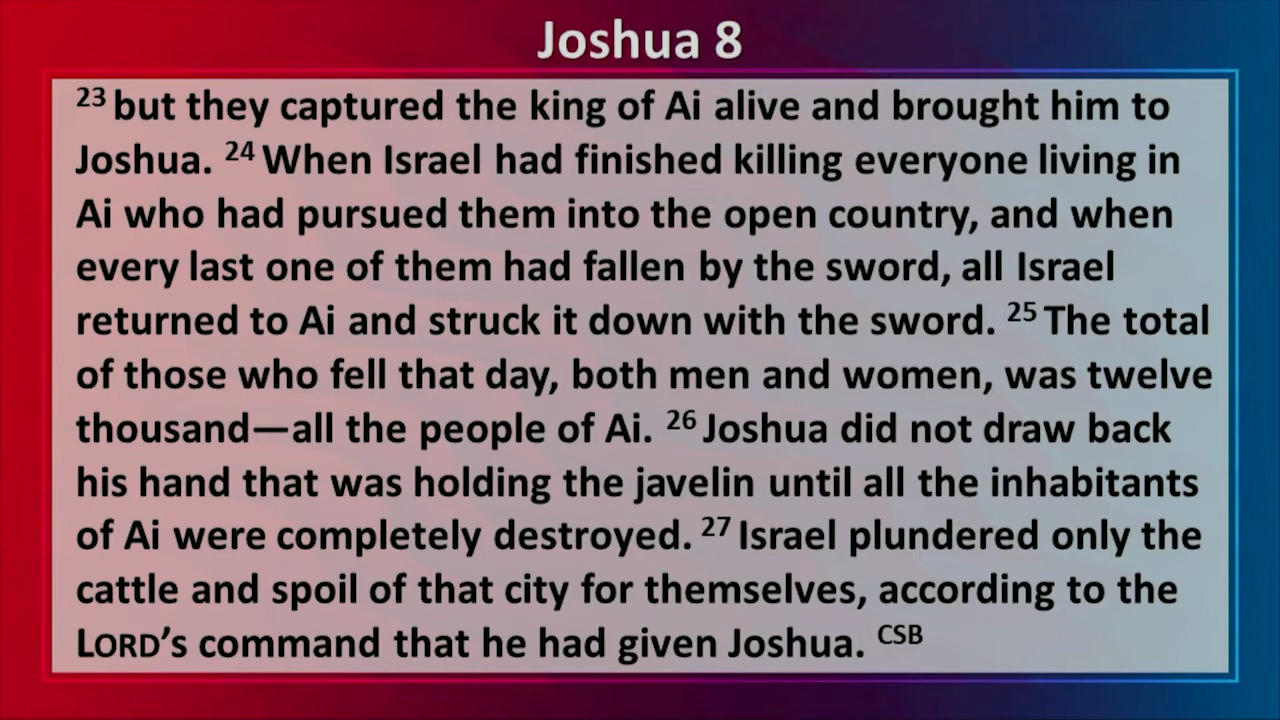 Joshua 8
23 but they captured the king of Ai alive and brought him to
Joshua. 24 When Israel had finished killing everyone living in
Ai who had pursued them into the open country, and when
every last one of them had fallen by the sword, all Israel
returned to Ai and struck it down with the sword. 25 The total
of those who fell that day, both men and women, was twelve
thousand—all the people of Ai. 26 Joshua did not draw back
his hand that was holding the javelin until all the inhabitants
of Ai were completely destroyed. 27 Israel plundered only the
cattle and spoil of that city for themselves, according to the
LORD’s command that he had given Joshua. CSB